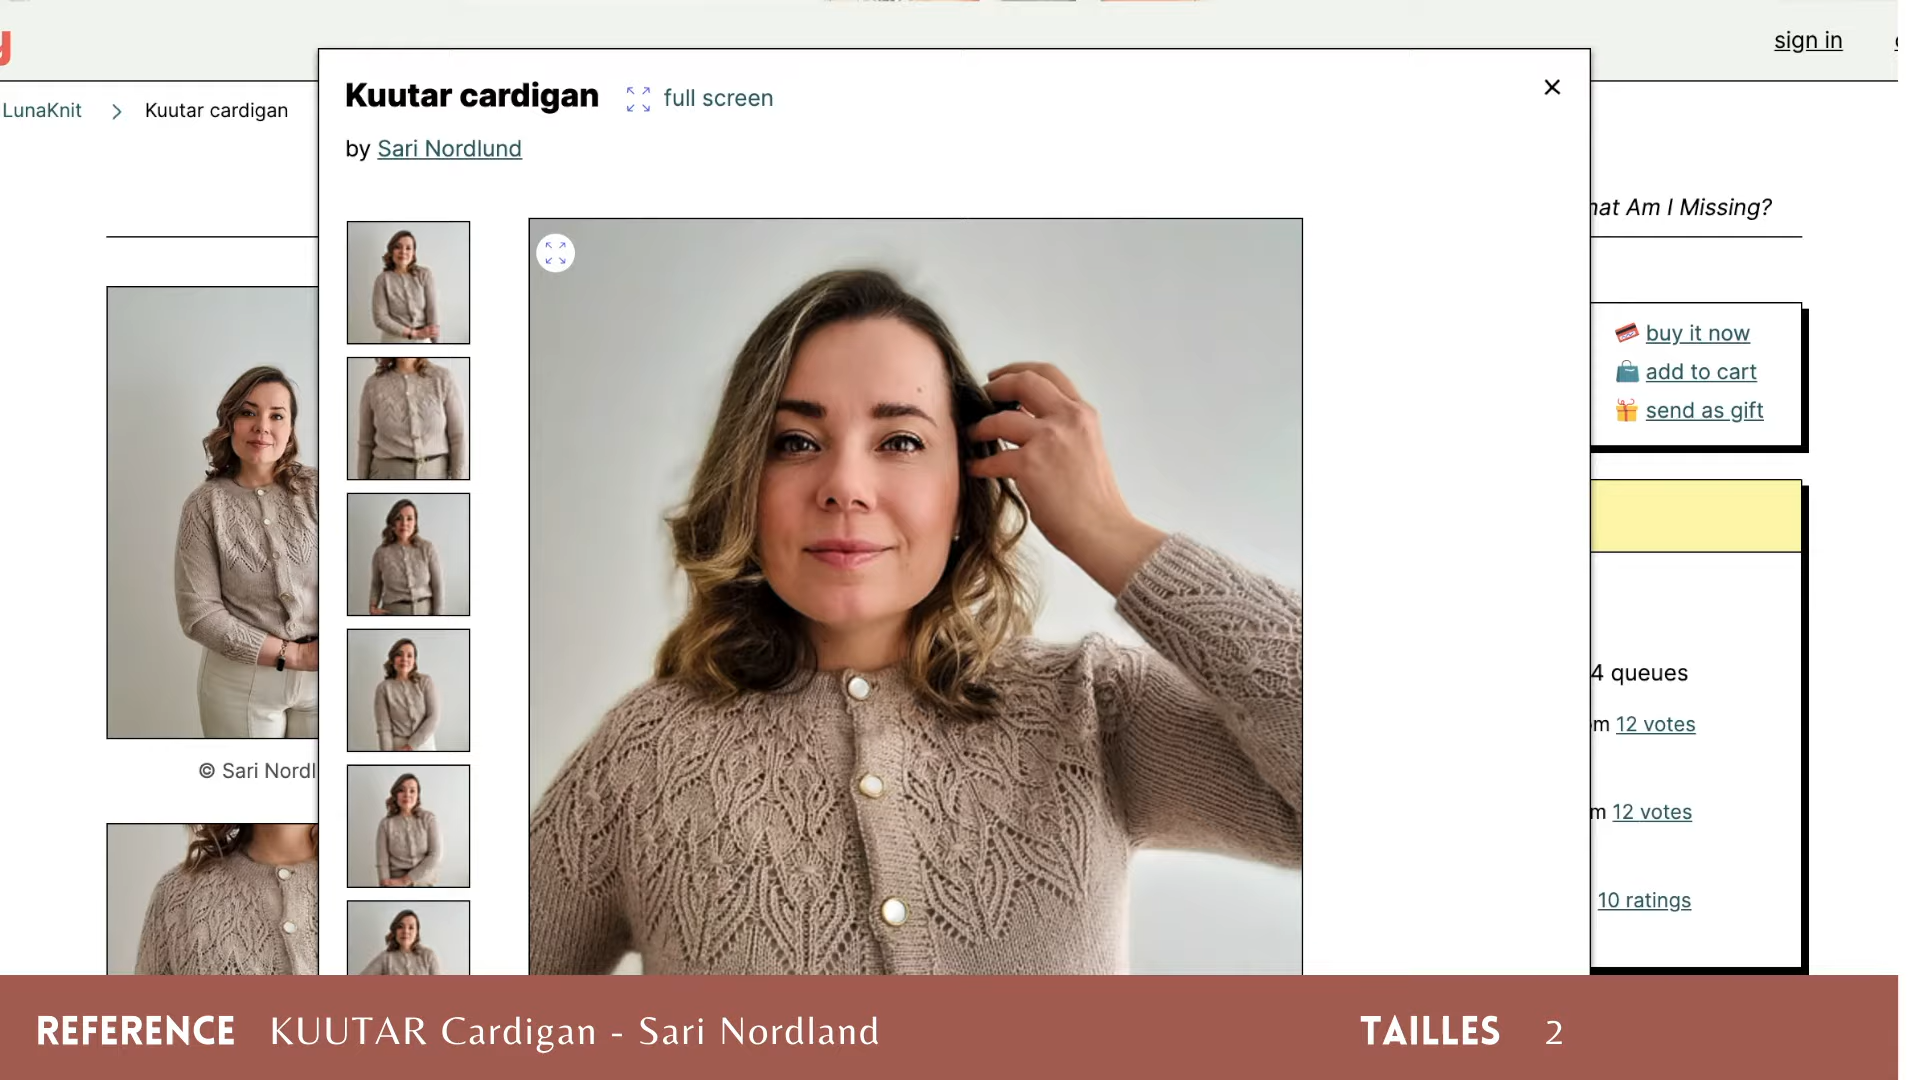 sign in
LunaKnit > Kuutar cardigan
Kuutar cardigan full screen
by Sari Nordlund
hat Am I Missing?
buy it now
add to cart
send as gift
4 queues
om 12 votes
m 12 votes
10 ratings
© Sari Nordl
REFERENCE KUUTAR Cardigan - Sari Nordland
TAILLES 2